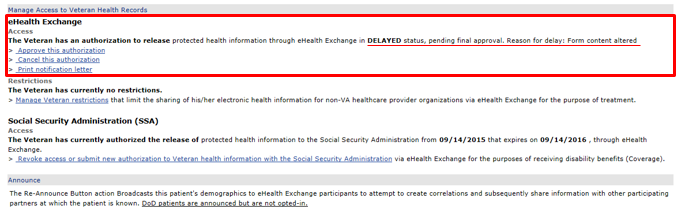 Manage Access to Veteran Health Records
eHealth Exchange
Access
The Veteran has an authorization to release protected health information through eHealth Exchange in DELAYED status, pending final approval. Reason for delay: Form content altered
> Approve this authorization
> Cancel this authorization
> Print notification letter
Restrictions
The Veteran has currently no restrictions.
> Manage Veteran restrictions that limit the sharing of his/her electronic health information for non-VA healthcare provider organizations via eHealth Exchange for the purpose of treatment.
Social Security Administration (SSA)
Access
The Veteran has currently authorized the release of protected health information to the Social Security Administration from 09/14/2015 that expires on 09/14/2016 , through eHealth
Exchange.
> Revoke access or submit new authorization to Veteran health information with the Social Security Administration via eHealth Exchange for the purposes of receiving disability benefits (Coverage).
Announce
The Re-Announce Button action Broadcasts this patient's demographics to eHealth Exchange participants to attempt to create correlations and subsequently share information with other participating
partners at which the patient is known. DoD patients are announced but are not opted-in.